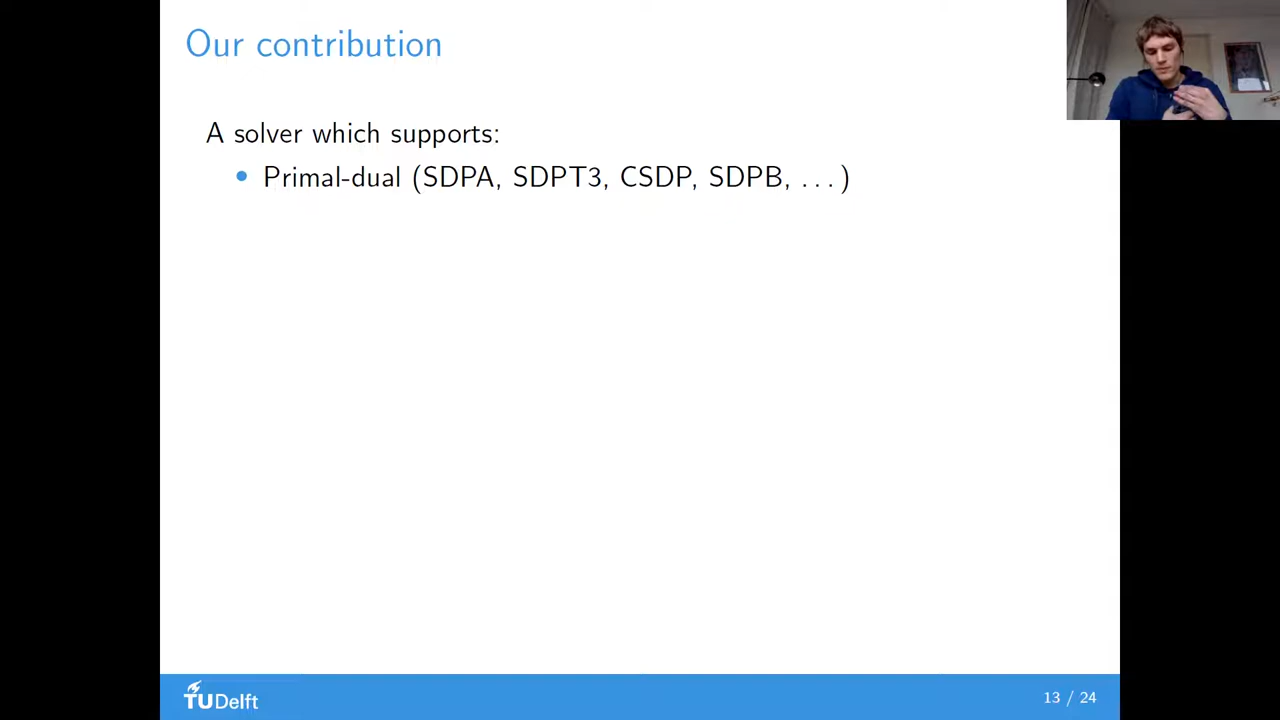 Our contribution
A solver which supports:
• Primal-dual (SDPA, SDPT3, CSDP, SDPB, . . . )
TUDelft
13 / 24